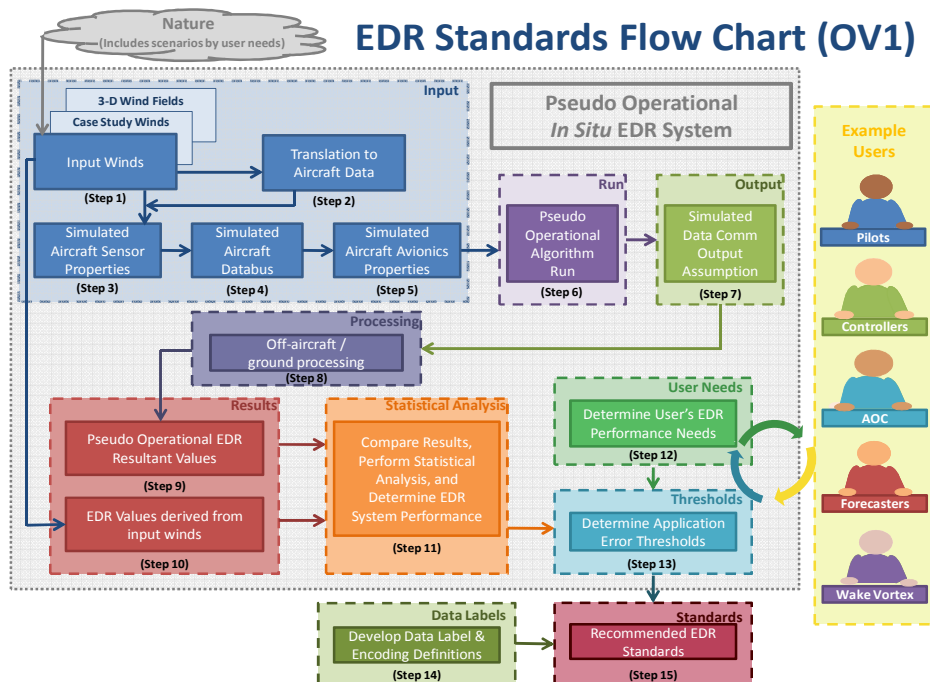 Nature
(Includes scenarios by user needs)
EDR Standards Flow Chart (OV1)
Input
3-D Wind Fields
Case Study Winds
Input Winds
(Step 1)
Translation to
Aircraft Data
(Step 2)
Pseudo Operational
In Situ EDR System
Simulated
Aircraft Sensor
Properties
(Step 3)
Simulated
Aircraft
Databus
(Step 4)
Simulated
Aircraft Avionics
Properties
(Step 5)
Run
Pseudo
Operational
Algorithm
Run
(Step 6)
Output
Simulated
Data Comm
Output
Assumption
(Step 7)
Processing
Off-aircraft /
ground processing
(Step 8)
Results
Pseudo Operational EDR
Resultant Values
(Step 9)
EDR Values derived from
input winds
(Step 10)
Statistical Analysis
Compare Results,
Perform Statistical
Analysis, and
Determine EDR
System Performance
(Step 11)
User Needs
Determine User's EDR
Performance Needs
(Step 12)
Thresholds
Determine Application
Error Thresholds
(Step 13)
Data Labels
Develop Data Label &
Encoding Definitions
(Step 14)
Standards
Recommended EDR
Standards
(Step 15)
Example
Users
Pilots
Controllers
AOC
Forecasters
Wake Vortex